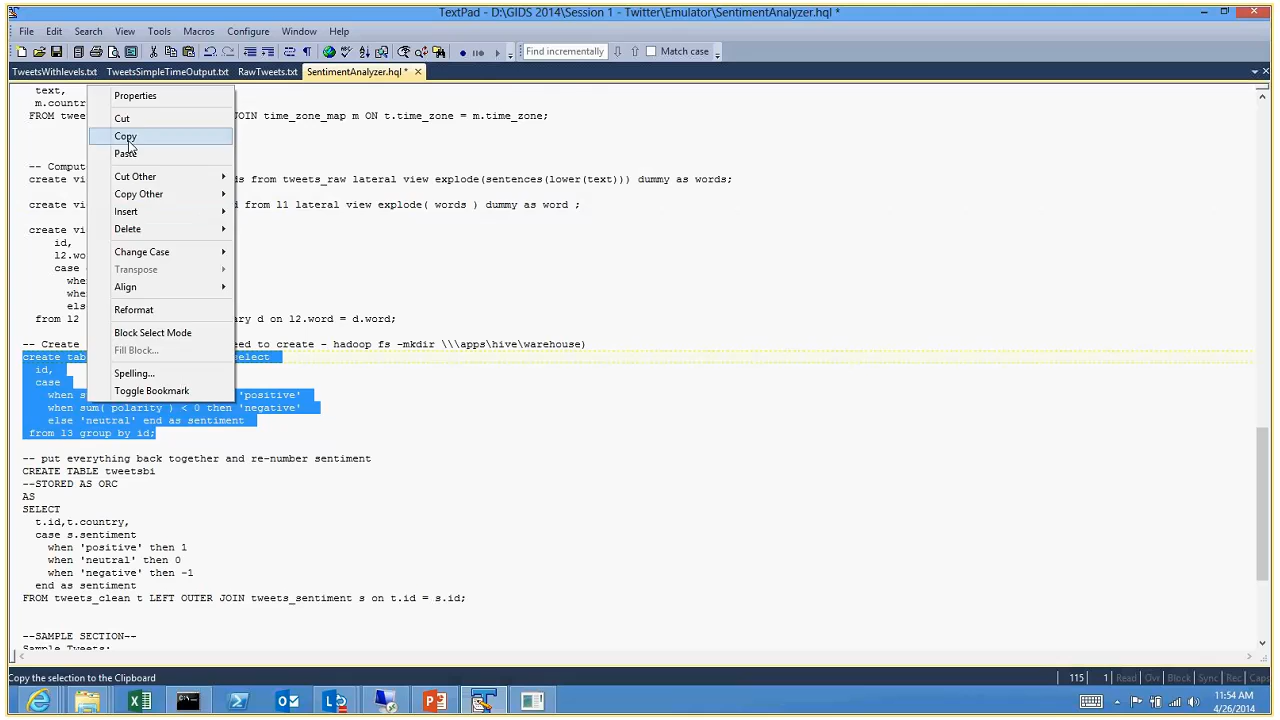 TextPad - D:\GIDS 2014\Session 1 - Twitter\Emulator\SentimentAnalyzer.hql *
File Edit Search View Tools Macros Configure Window Help
Find incrementally Match case
TweetsWithlevels.txt TweetsSimpleTimeOutput.txt RawTweets.txt SentimentAnalyzer.hql *
text,
m.countr
FROM twee JOIN time_zone_map m ON t.time_zone = m.time_zone;
-- Comput
create vi ds from tweets_raw lateral view explode(sentences(lower(text))) dummy as words;
create vi d from l1 lateral view explode( words ) dummy as word ;
create vi
id,
l2.wo
case
whe
whe
els
from l2 ary d on l2.word = d.word;
-- Create eed to create - hadoop fs -mkdir \\\apps\hive\warehouse)
create tab select
id,
case
when s 'positive'
when sum( polarity ) < 0 then 'negative'
else 'neutral' end as sentiment
from l3 group by id;
-- put everything back together and re-number sentiment
CREATE TABLE tweetsbi
--STORED AS ORC
AS
SELECT
t.id,t.country,
case s.sentiment
when 'positive' then 1
when 'neutral' then 0
when 'negative' then -1
end as sentiment
FROM tweets_clean t LEFT OUTER JOIN tweets_sentiment s on t.id = s.id;
--SAMPLE SECTION--
Sample Tweets:
Properties
Cut
Copy
Paste
Cut Other
Copy Other
Insert
Delete
Change Case
Transpose
Align
Reformat
Block Select Mode
Fill Block...
Spelling...
Toggle Bookmark
Copy the selection to the Clipboard 115 1 Read Ovr Block Sync Rec Caps
11:54 AM
4/26/2014